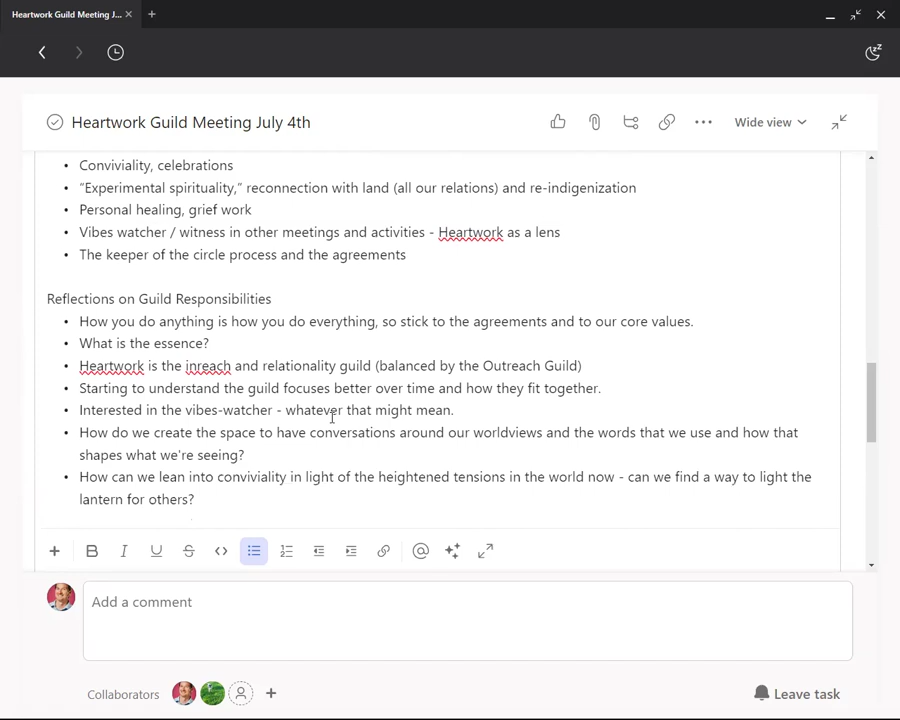 Heartwork Guild Meeting J...
Heartwork Guild Meeting July 4th
Wide view
• Conviviality, celebrations
• “Experimental spirituality,” reconnection with land (all our relations) and re-indigenization
• Personal healing, grief work
• Vibes watcher / witness in other meetings and activities - Heartwork as a lens
• The keeper of the circle process and the agreements
Reflections on Guild Responsibilities
• How you do anything is how you do everything, so stick to the agreements and to our core values.
• What is the essence?
• Heartwork is the inreach and relationality guild (balanced by the Outreach Guild)
• Starting to understand the guild focuses better over time and how they fit together.
• Interested in the vibes-watcher - whatever that might mean.
• How do we create the space to have conversations around our worldviews and the words that we use and how that
shapes what we're seeing?
• How can we lean into conviviality in light of the heightened tensions in the world now - can we find a way to light the
lantern for others?
Add a comment
Collaborators
Leave task